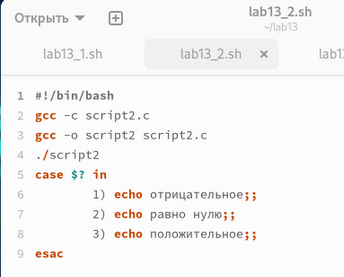 Открыть
lab13_2.sh
~/lab13
lab13_1.sh
lab13_2.sh ×
lab1
1 #!/bin/bash
2 gcc -c script2.c
3 gcc -o script2 script2.c
4 ./script2
5 case $? in
6 1) echo отрицательное;;
7 2) echo равно нулю;;
8 3) echo положительное;;
9 esac